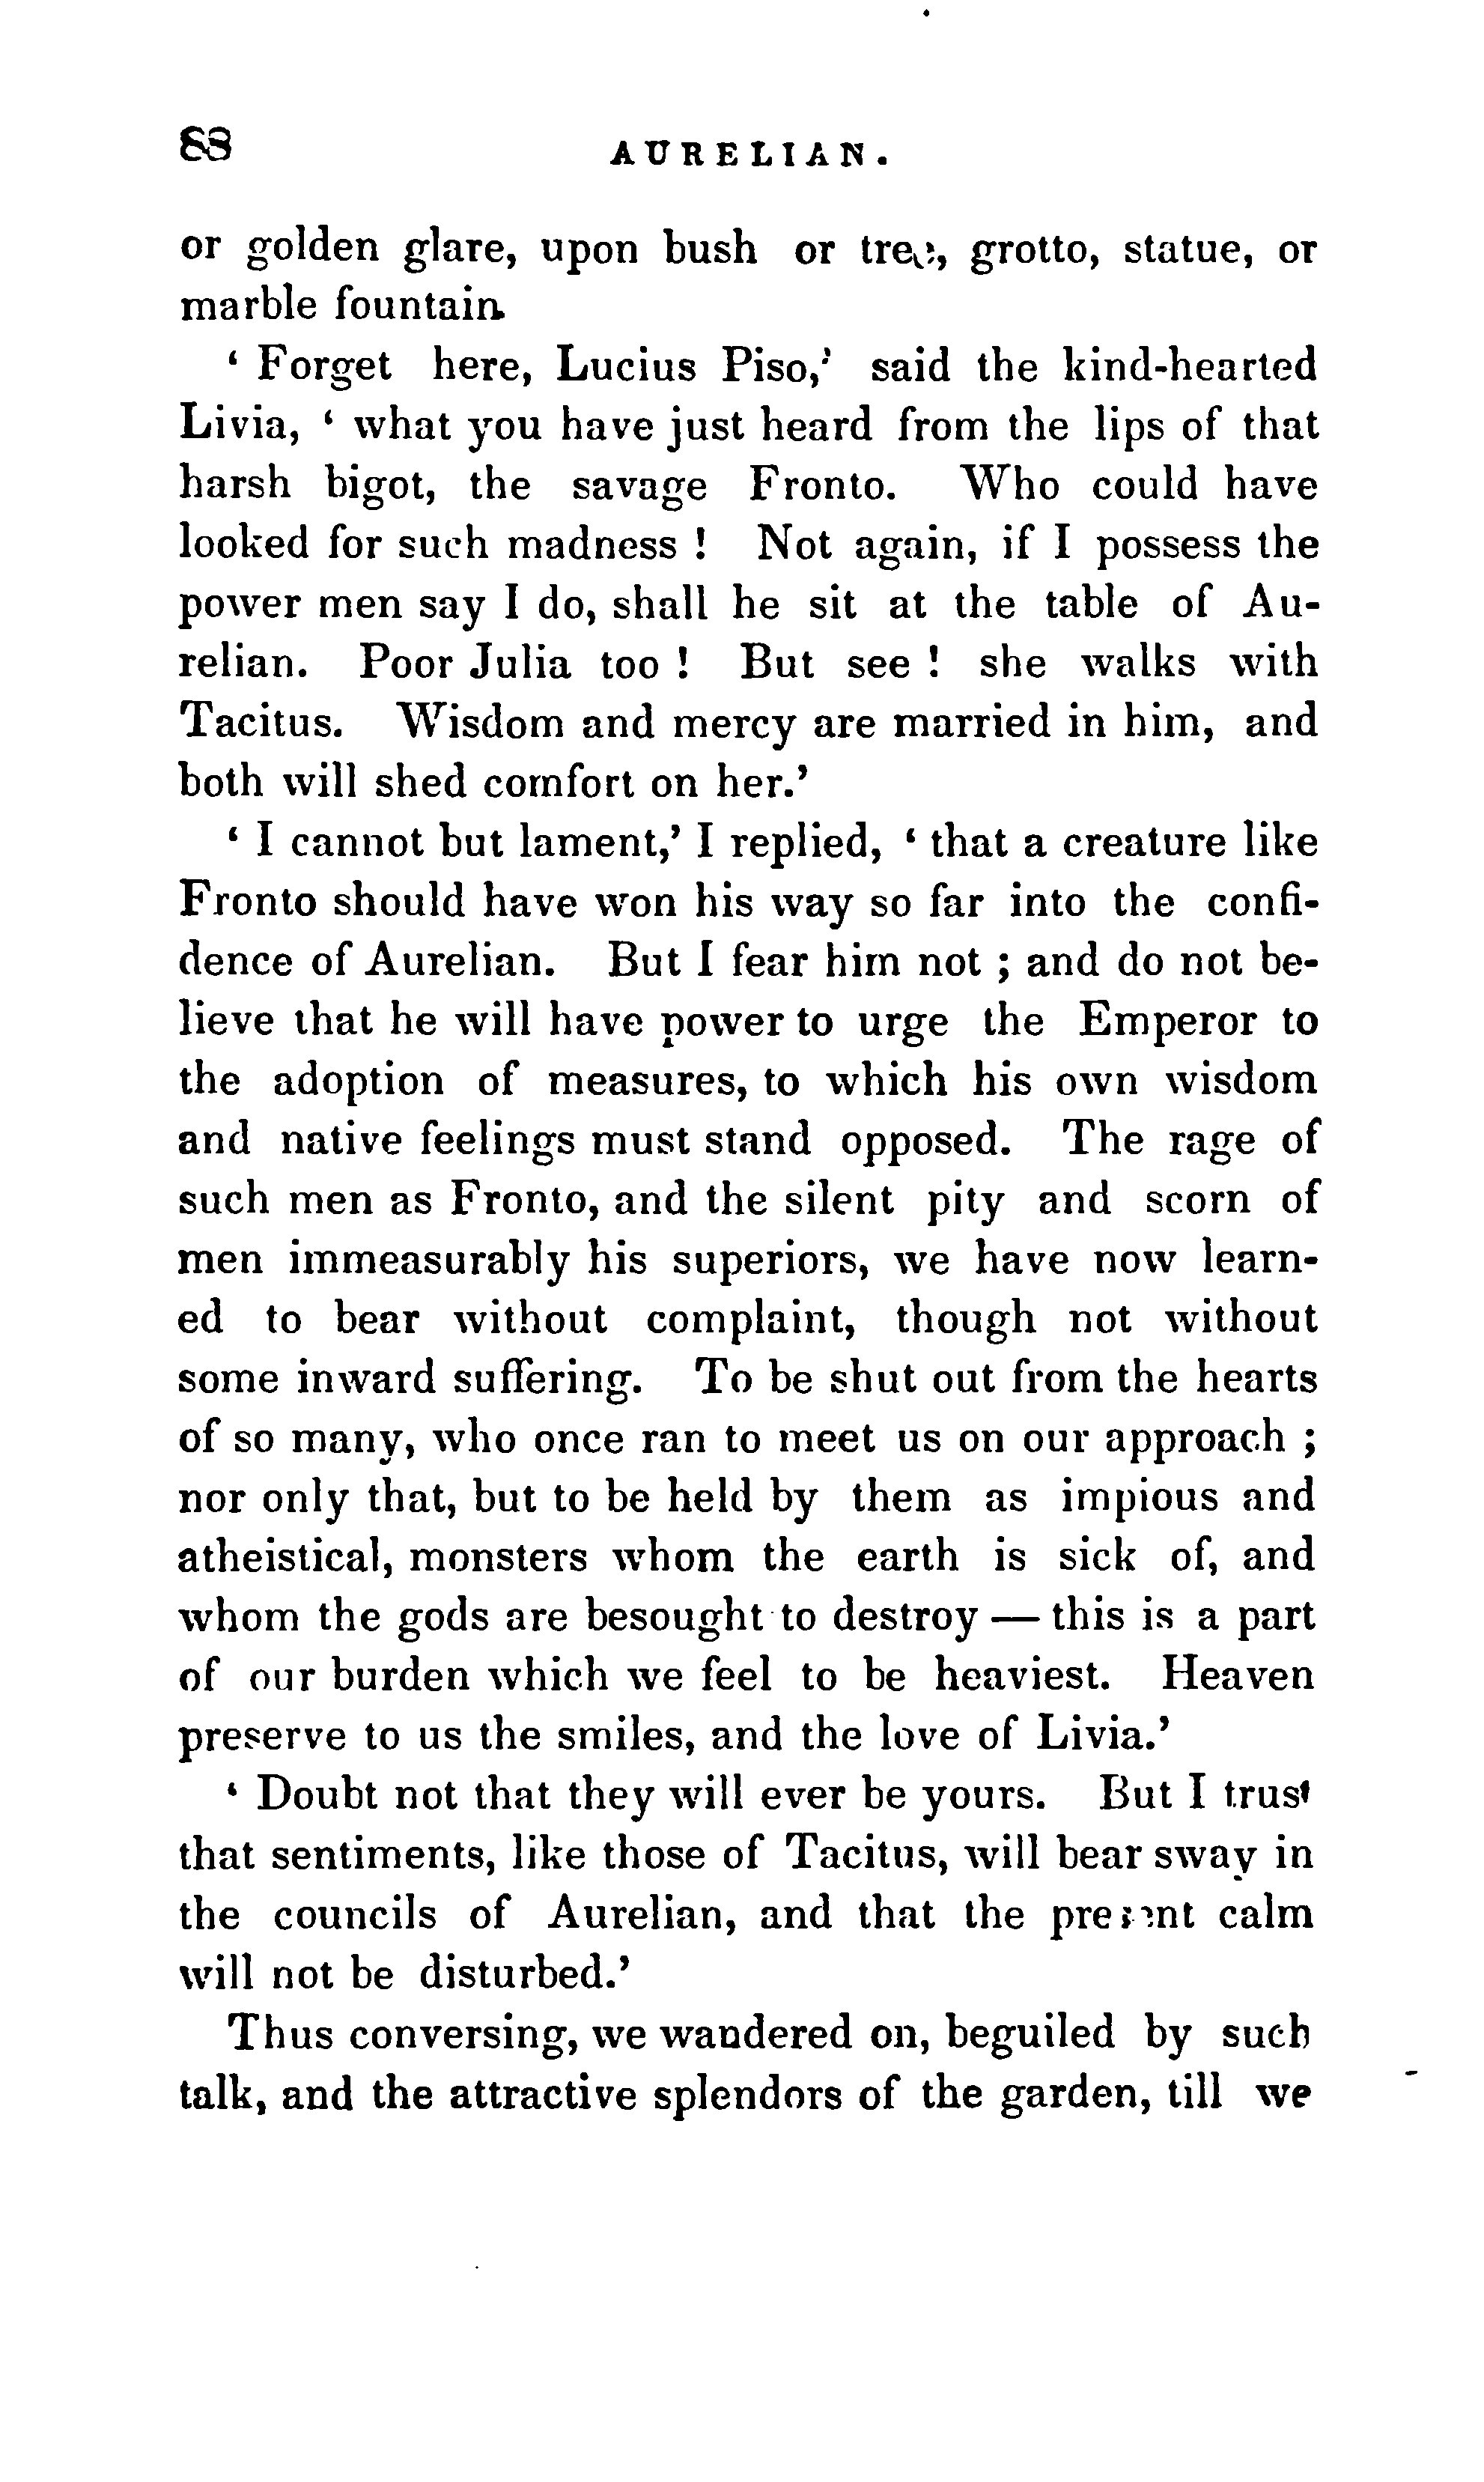 88 AURELIAN.
or golden glare, upon bush or tree, grotto, statue, or
marble fountain.
‘ Forget here, Lucius Piso,’ said the kind-hearted
Livia, ‘ what you have just heard from the lips of that
harsh bigot, the savage Fronto. Who could have
looked for such madness ! Not again, if I possess the
power men say I do, shall he sit at the table of Au-
relian. Poor Julia too ! But see ! she walks with
Tacitus. Wisdom and mercy are married in him, and
both will shed comfort on her.’
‘ I cannot but lament,’ I replied, ‘ that a creature like
Fronto should have won his way so far into the confi-
dence of Aurelian. But I fear him not ; and do not be-
lieve that he will have power to urge the Emperor to
the adoption of measures, to which his own wisdom
and native feelings must stand opposed. The rage of
such men as Fronto, and the silent pity and scorn of
men immeasurably his superiors, we have now learn-
ed to bear without complaint, though not without
some inward suffering. To be shut out from the hearts
of so many, who once ran to meet us on our approach ;
nor only that, but to be held by them as impious and
atheistical, monsters whom the earth is sick of, and
whom the gods are besought to destroy — this is a part
of our burden which we feel to be heaviest. Heaven
preserve to us the smiles, and the love of Livia.’
‘ Doubt not that they will ever be yours. But I trust
that sentiments, like those of Tacitus, will bear sway in
the councils of Aurelian, and that the present calm
will not be disturbed.’
Thus conversing, we wandered on, beguiled by such
talk, and the attractive splendors of the garden, till we